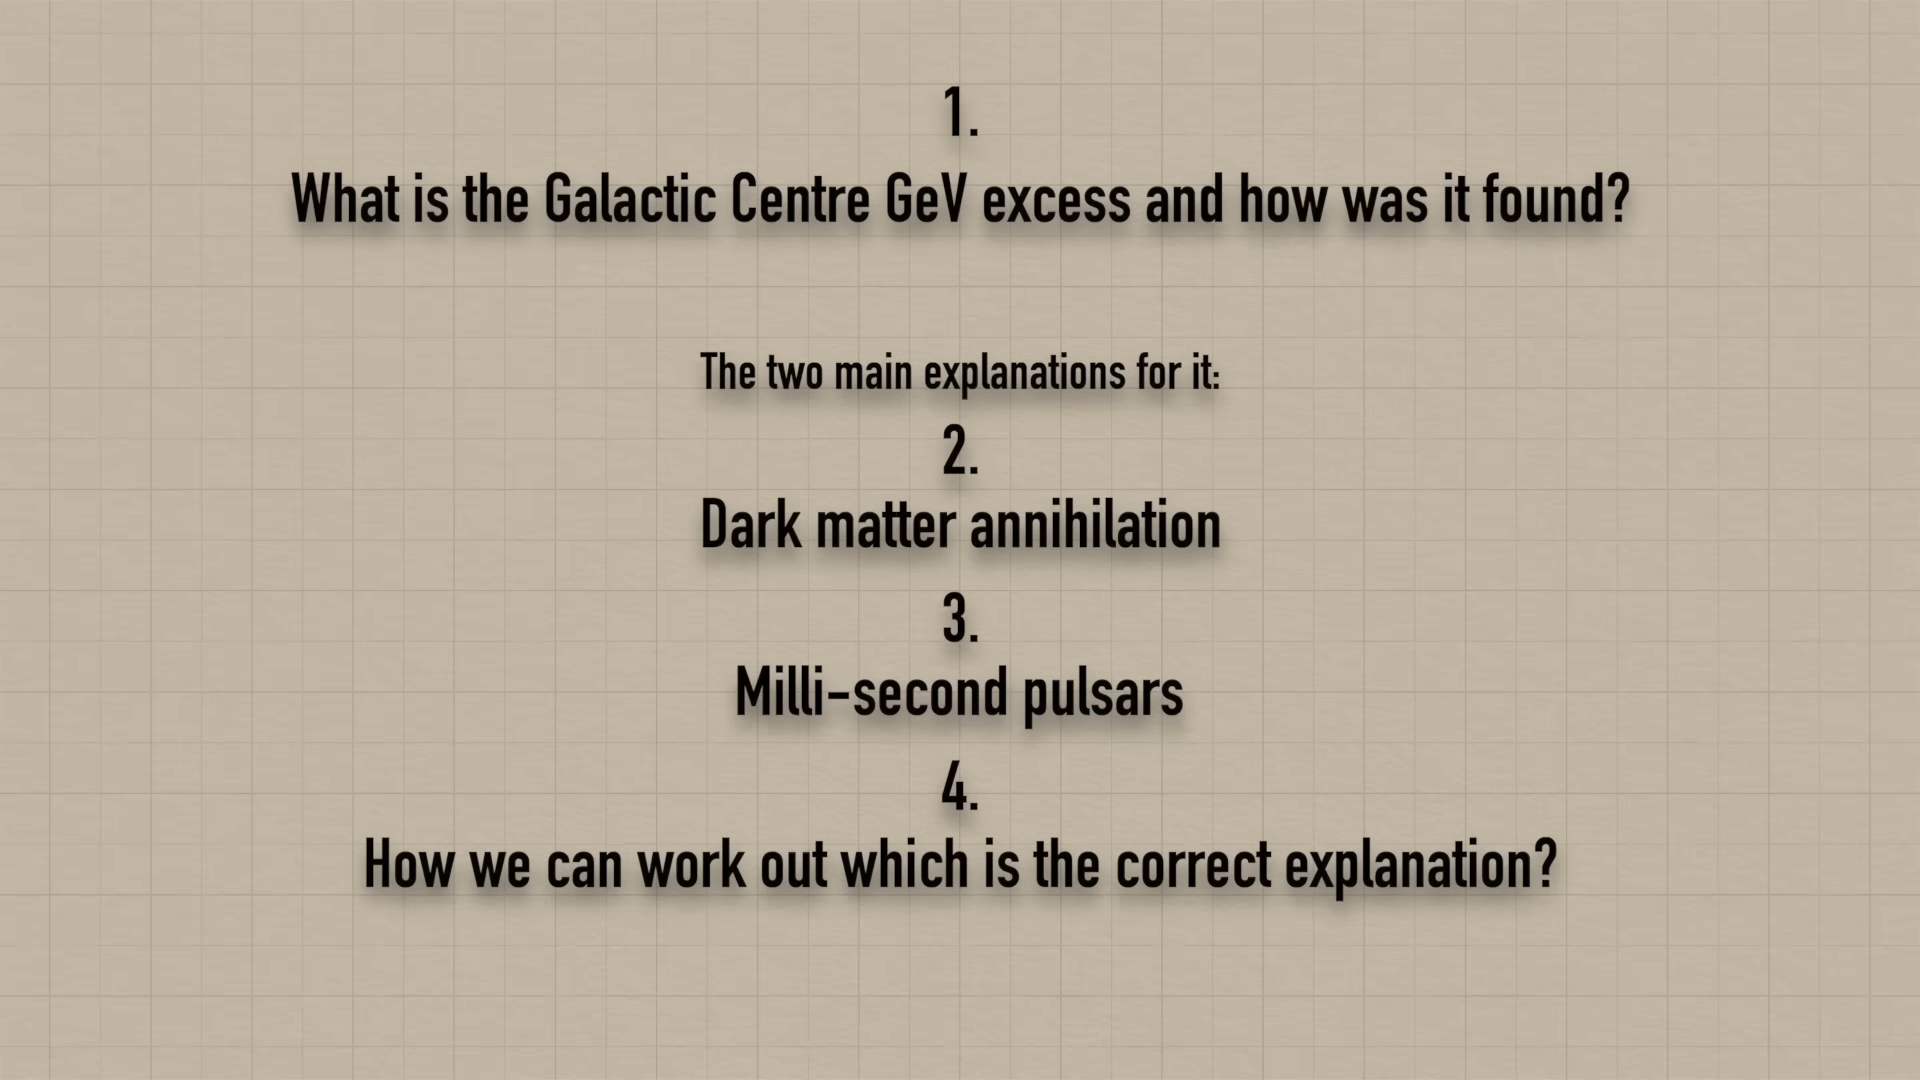 1.
What is the Galactic Centre GeV excess and how was it found?
The two main explanations for it:
2.
Dark matter annihilation
3.
Milli-second pulsars
4.
How we can work out which is the correct explanation?